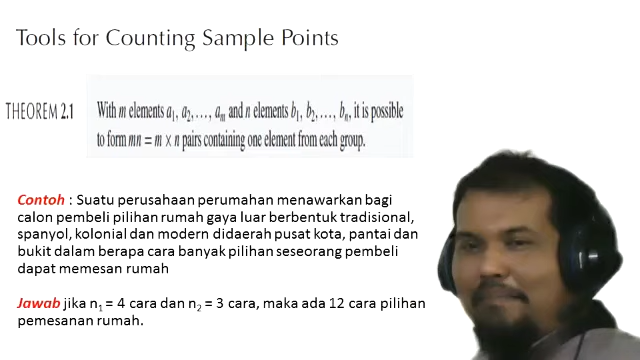 Tools for Counting Sample Points
THEOREM 2.1
With m elements a₁, a₂,…, aₘ and n elements b₁, b₂,…, bₙ, it is possible
to form mn = m × n pairs containing one element from each group.
Contoh : Suatu perusahaan perumahan menawarkan bagi
calon pembeli pilihan rumah gaya luar berbentuk tradisional,
spanyol, kolonial dan modern didaerah pusat kota, pantai dan
bukit dalam berapa cara banyak pilihan seseorang pembeli
dapat memesan rumah
Jawab jika n₁ = 4 cara dan n₂ = 3 cara, maka ada 12 cara pilihan
pemesanan rumah.